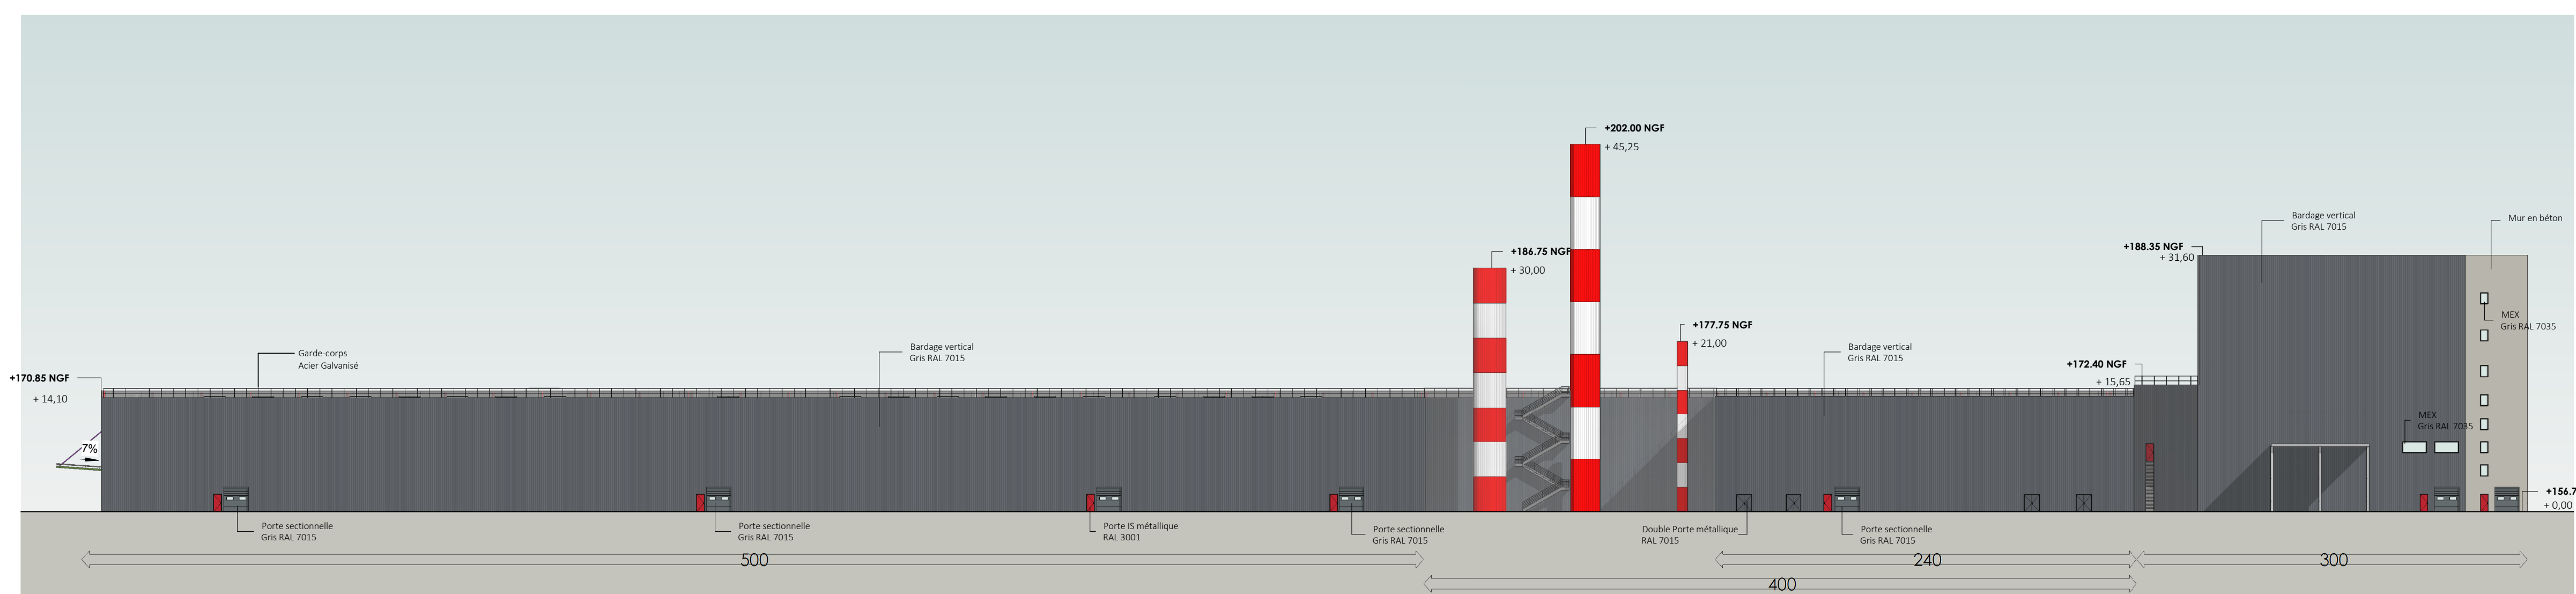 +202.00 NGF
+ 45,25
+186.75 NGF
+ 30,00
+177.75 NGF
+ 21,00
Bardage vertical
Gris RAL 7015
Mur en béton
+188.35 NGF
+ 31,60
MEX
Gris RAL 7035
Garde-corps
Acier Galvanisé
Bardage vertical
Gris RAL 7015
Bardage vertical
Gris RAL 7015
+172.40 NGF
+ 15,65
+170.85 NGF
+ 14,10
MEX
Gris RAL 7035
7%
+156.7
+ 0,00
Porte sectionnelle
Gris RAL 7015
Porte sectionnelle
Gris RAL 7015
Porte IS métallique
RAL 3001
Porte sectionnelle
Gris RAL 7015
Double Porte métallique
RAL 7015
Porte sectionnelle
Gris RAL 7015
500
240
300
400